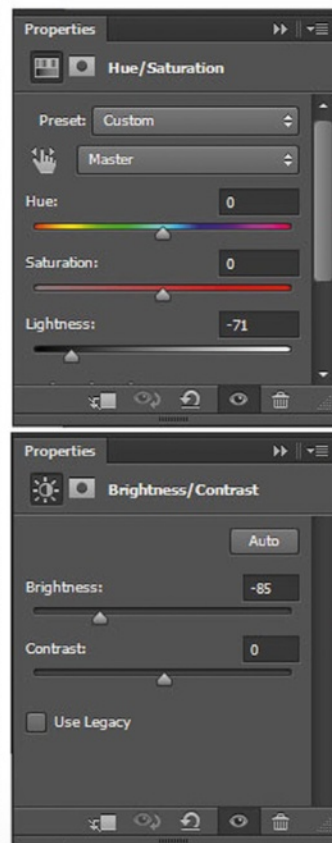 Properties
Hue/Saturation
Preset: Custom
Master
Hue: 0
Saturation: 0
Lightness: -71
Properties
Brightness/Contrast
Auto
Brightness: -85
Contrast: 0
Use Legacy